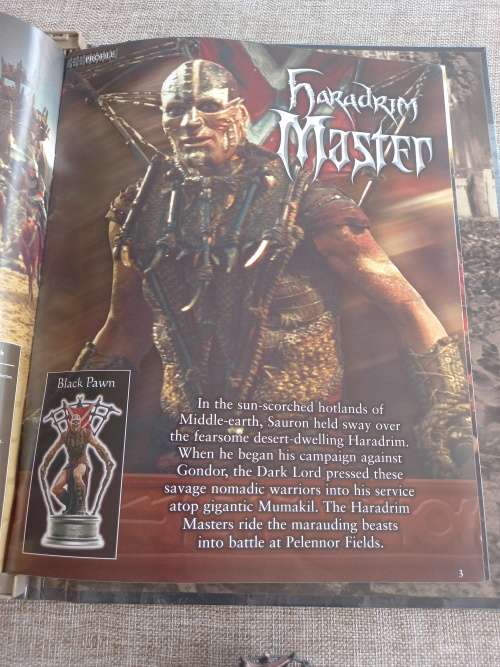 PROFILE
Haradrim
Master
Black Pawn
In the sun-scorched hotlands of
Middle-earth, Sauron held sway over
the fearsome desert-dwelling Haradrim.
When he began his campaign against
Gondor, the Dark Lord pressed these
savage nomadic warriors into his service
atop gigantic Mumakil. The Haradrim
Masters ride the marauding beasts
into battle at Pelennor Fields.
3